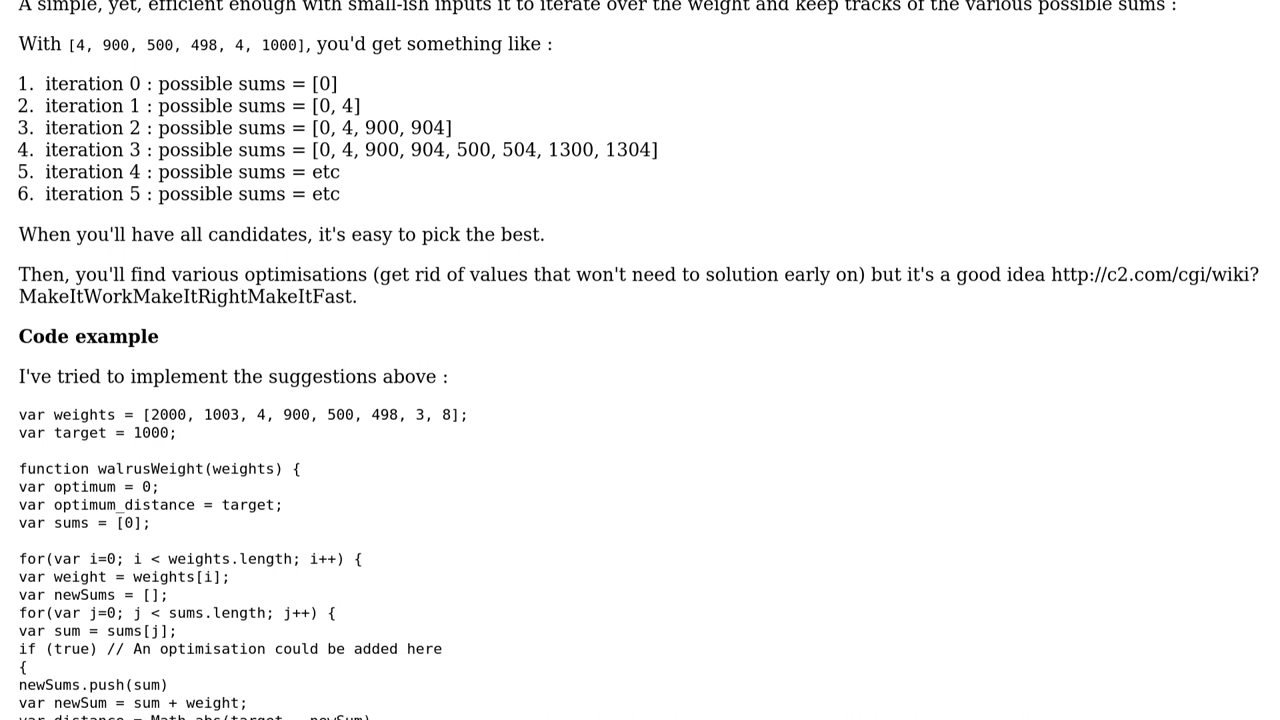 A simple, yet, efficient enough with small-ish inputs it to iterate over the weight and keep tracks of the various possible sums :
With [4, 900, 500, 498, 4, 1000], you'd get something like :
1. iteration 0 : possible sums = [0]
2. iteration 1 : possible sums = [0, 4]
3. iteration 2 : possible sums = [0, 4, 900, 904]
4. iteration 3 : possible sums = [0, 4, 900, 904, 500, 504, 1300, 1304]
5. iteration 4 : possible sums = etc
6. iteration 5 : possible sums = etc
When you'll have all candidates, it's easy to pick the best.
Then, you'll find various optimisations (get rid of values that won't need to solution early on) but it's a good idea http://c2.com/cgi/wiki?
MakeItWorkMakeItRightMakeItFast.
Code example
I've tried to implement the suggestions above :
var weights = [2000, 1003, 4, 900, 500, 498, 3, 8];
var target = 1000;
function walrusWeight(weights) {
var optimum = 0;
var optimum_distance = target;
var sums = [0];
for(var i=0; i < weights.length; i++) {
var weight = weights[i];
var newSums = [];
for(var j=0; j < sums.length; j++) {
var sum = sums[j];
if (true) // An optimisation could be added here
{
newSums.push(sum)
var newSum = sum + weight;
var distance = Math.abs(target - newSum)